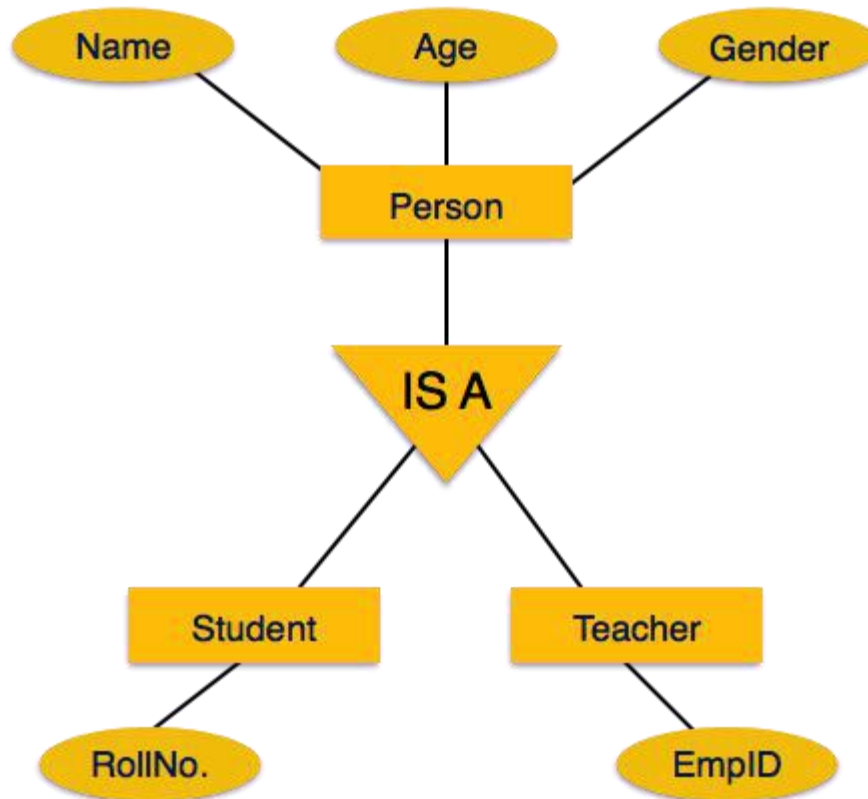 Name
Age
Gender
Person
IS A
Student
Teacher
RollNo.
EmpID